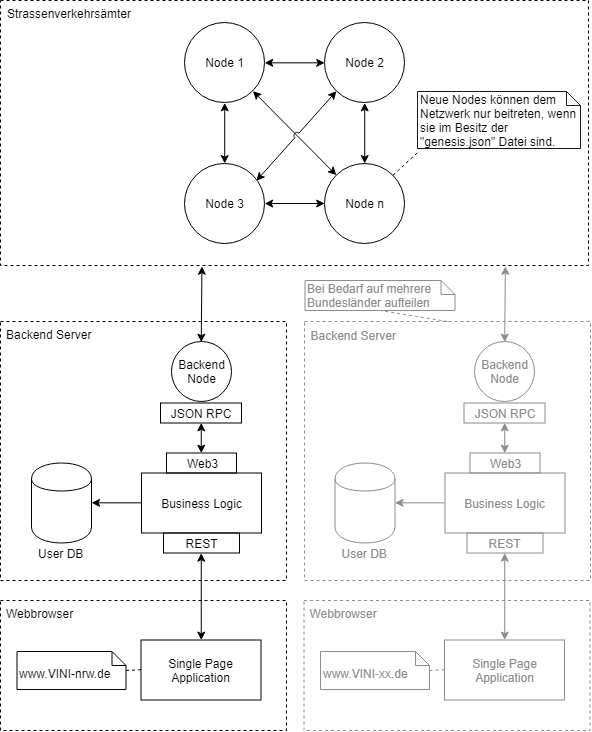 Strassenverkehrsämter
Node 1
Node 2
Neue Nodes können dem
Netzwerk nur beitreten, wenn
sie im Besitz der
"genesis.json" Datei sind.
Node 3
Node n
Bei Bedarf auf mehrere
Bundesländer aufteilen
Backend Server
Backend
Node
JSON RPC
Web3
Business Logic
User DB
REST
Backend Server
Backend
Node
JSON RPC
Web3
Business Logic
User DB
REST
Webbrowser
www.VINI-nrw.de
Single Page
Application
Webbrowser
www.VINI-xx.de
Single Page
Application